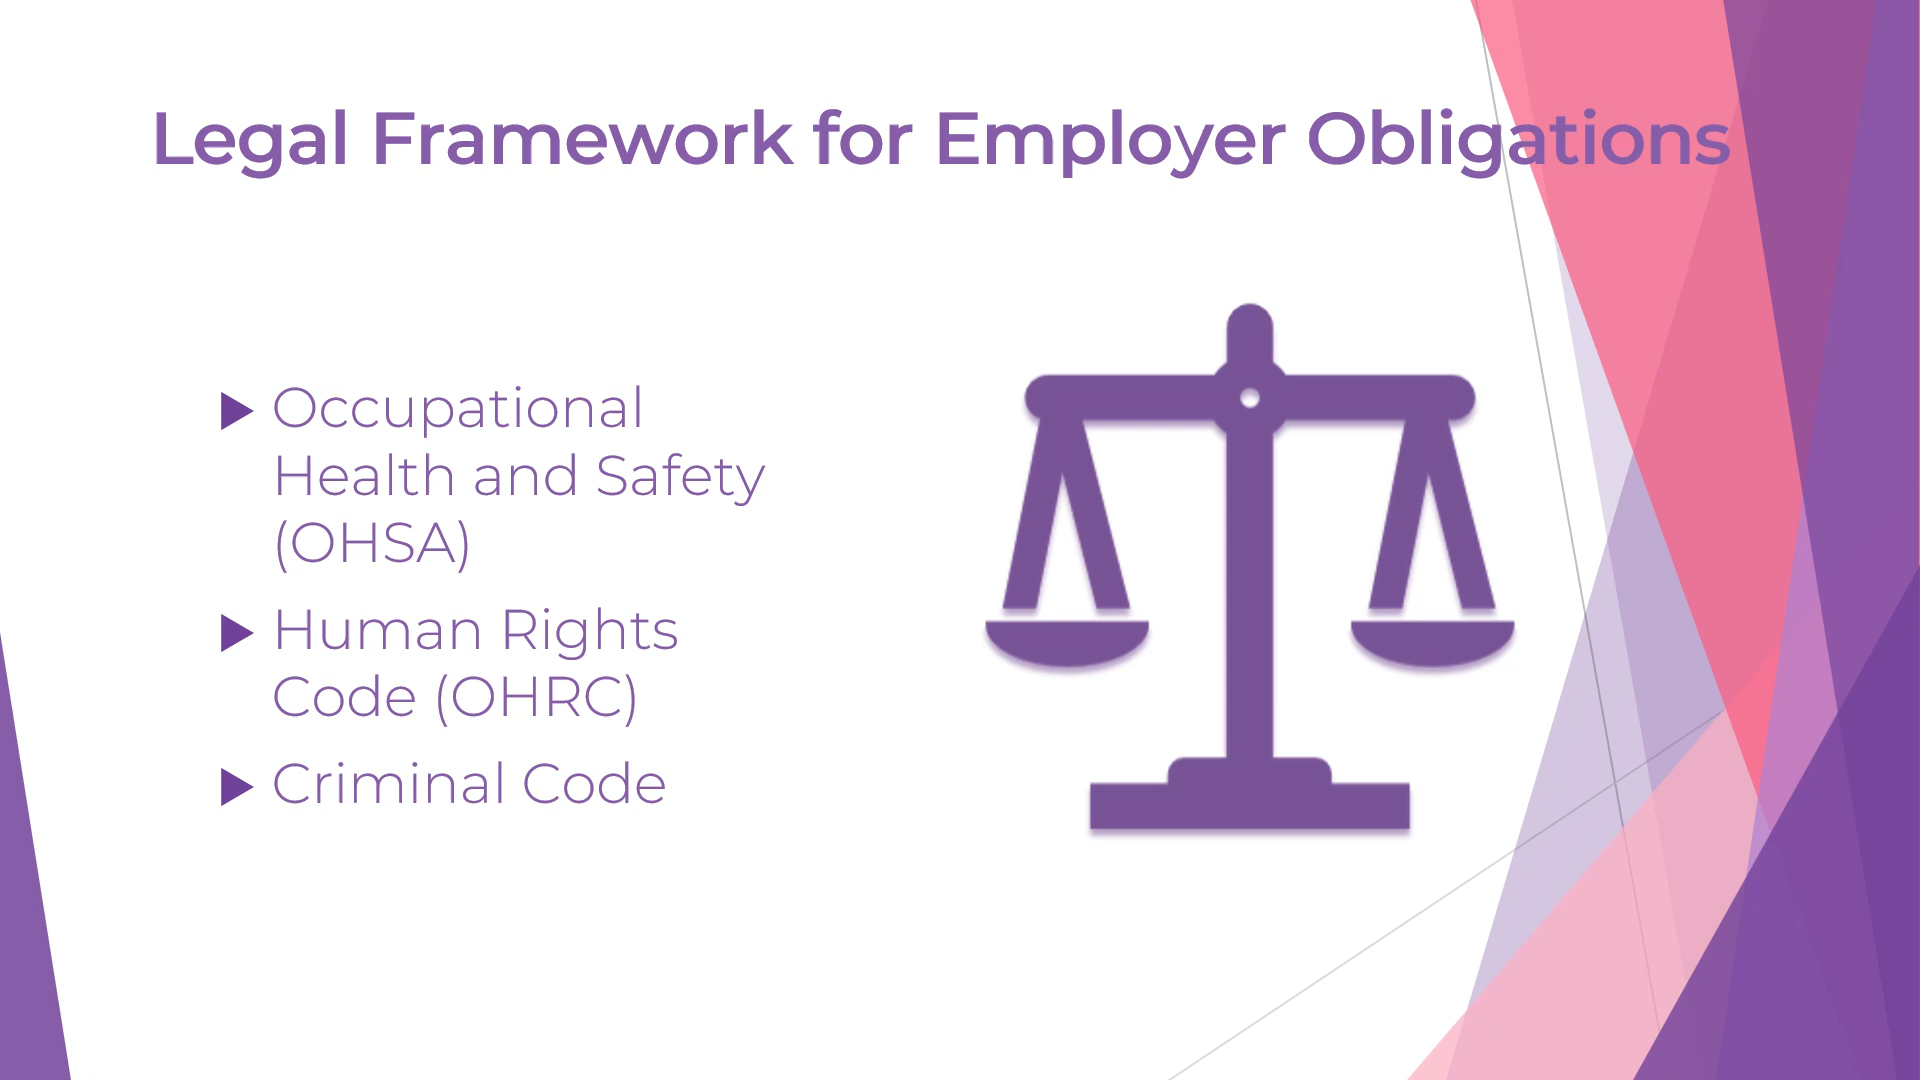 Legal Framework for Employer Obligations
Occupational
Health and Safety
(OHSA)
Human Rights
Code (OHRC)
Criminal Code